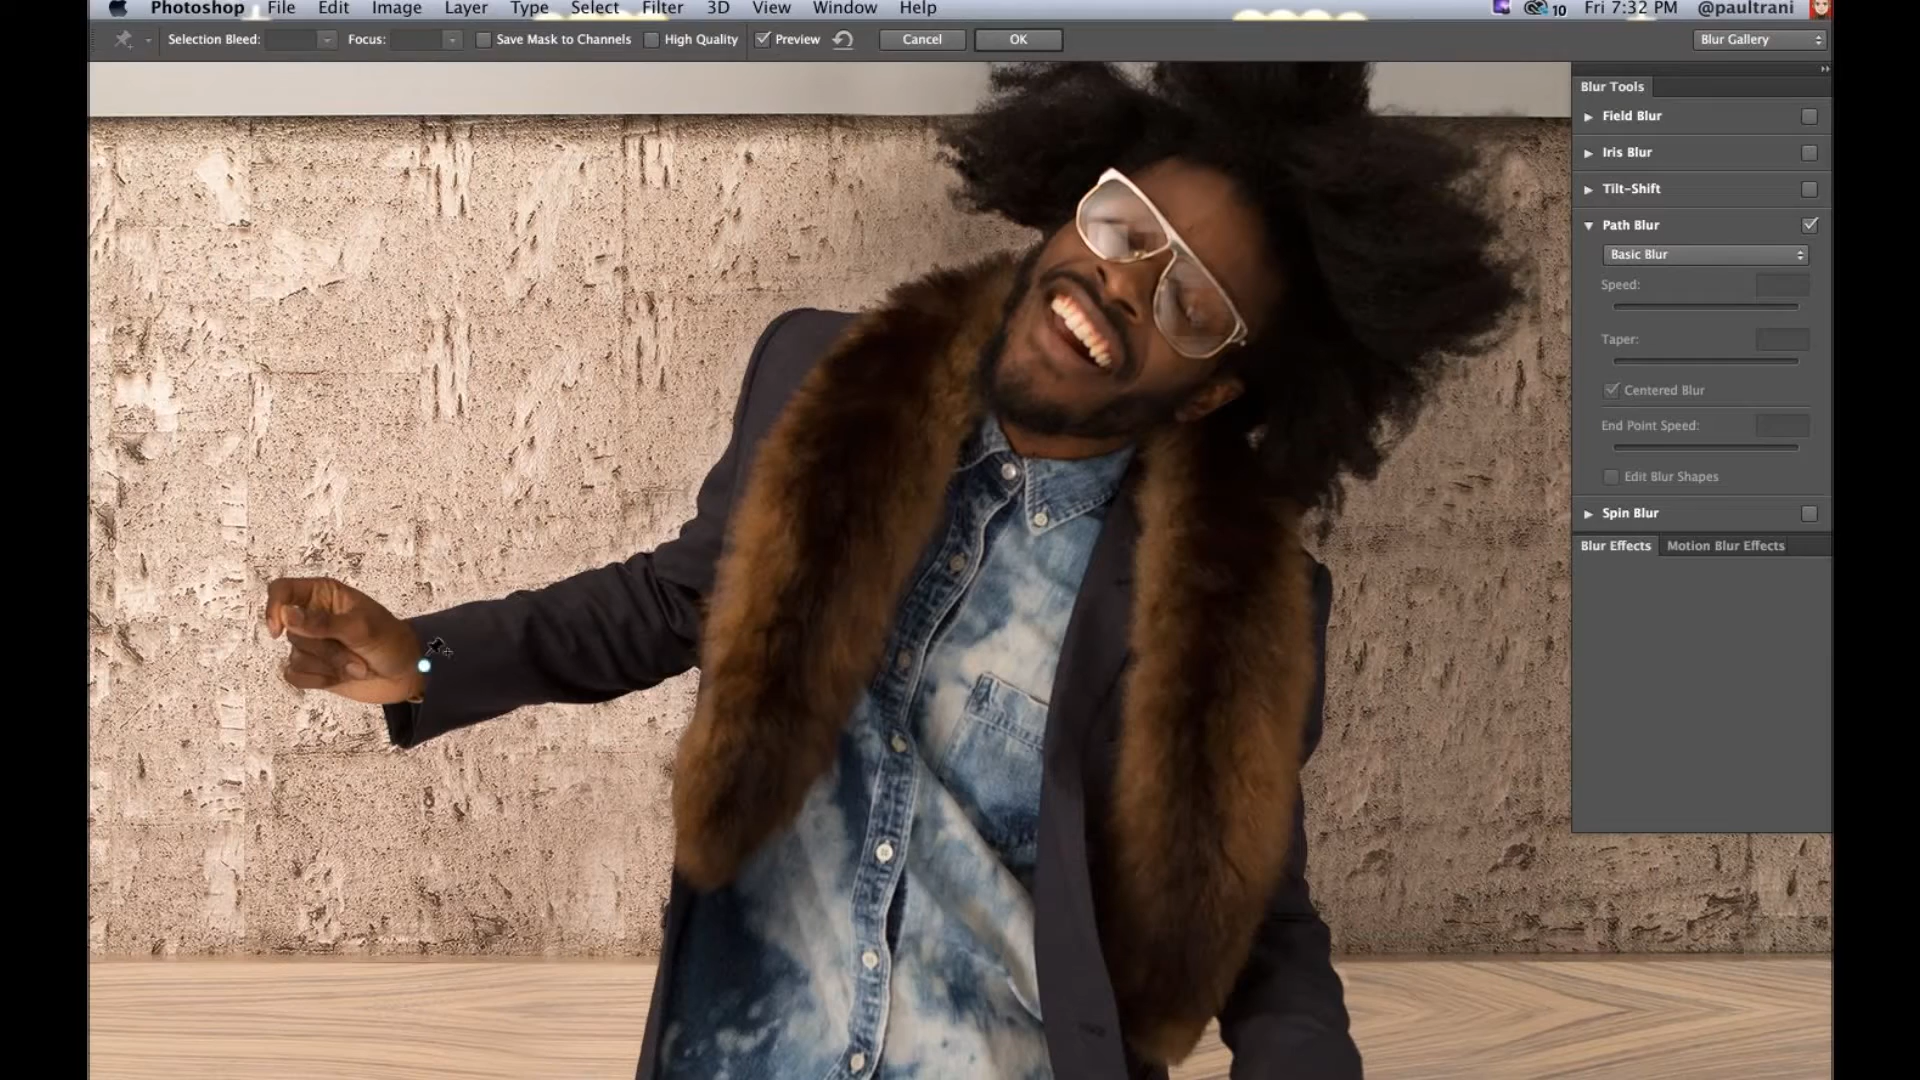 Photoshop File Edit Image Layer Type Select Filter 3D View Window Help 10 Fri 7:32 PM @paultrani
Selection Bleed: Focus: Save Mask to Channels High Quality Preview Cancel OK Blur Gallery
Blur Tools
Field Blur
Iris Blur
Tilt-Shift
Path Blur
Basic Blur
Speed:
Taper:
Centered Blur
End Point Speed:
Edit Blur Shapes
Spin Blur
Blur Effects Motion Blur Effects